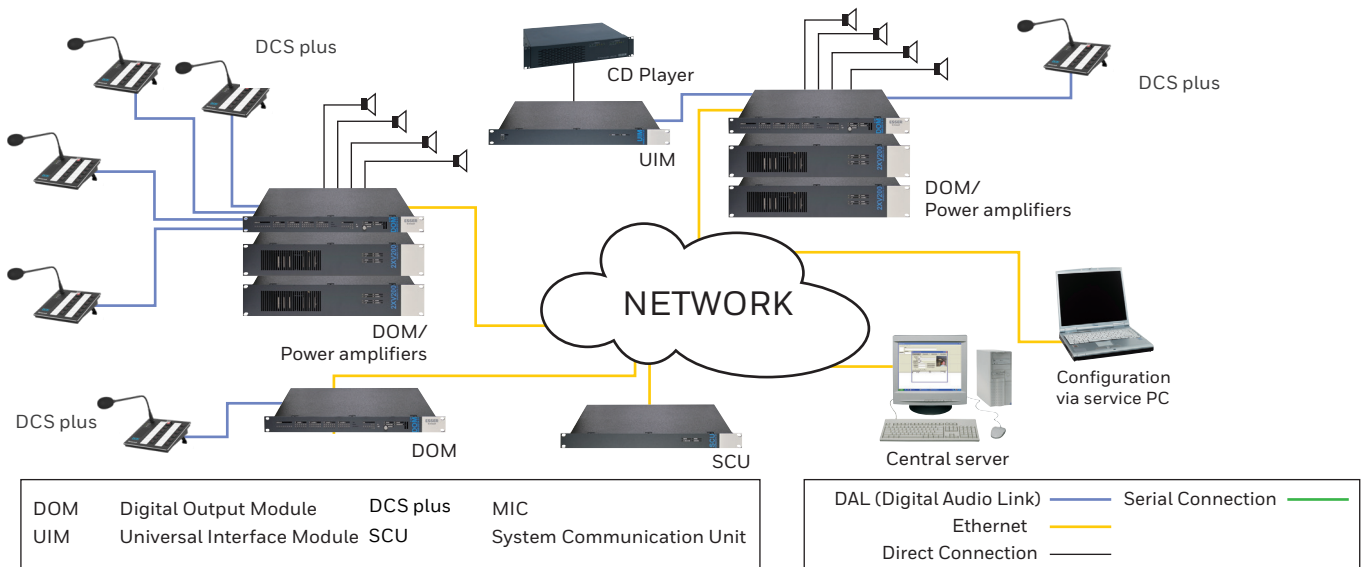 DCS plus
CD Player
DCS plus
UIM
DOM/
Power amplifiers
NETWORK
DOM/
Power amplifiers
Configuration
via service PC
DCS plus
DOM
SCU
Central server
DOM Digital Output Module DCS plus MIC
UIM Universal Interface Module SCU System Communication Unit
DAL (Digital Audio Link) Serial Connection
Ethernet
Direct Connection